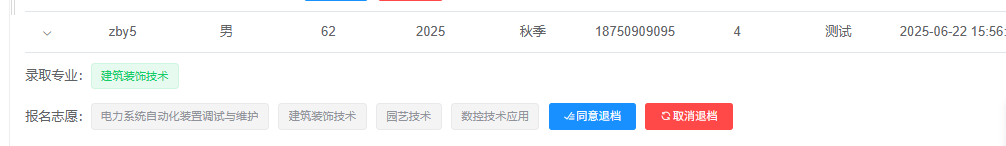 zby5 男 62 2025 秋季 18750909095 4 测试 2025-06-22 15:56:
录取专业: 建筑装饰技术
报名志愿: 电力系统自动化装置调试与维护 建筑装饰技术 园艺技术 数控技术应用 同意退档 取消退档